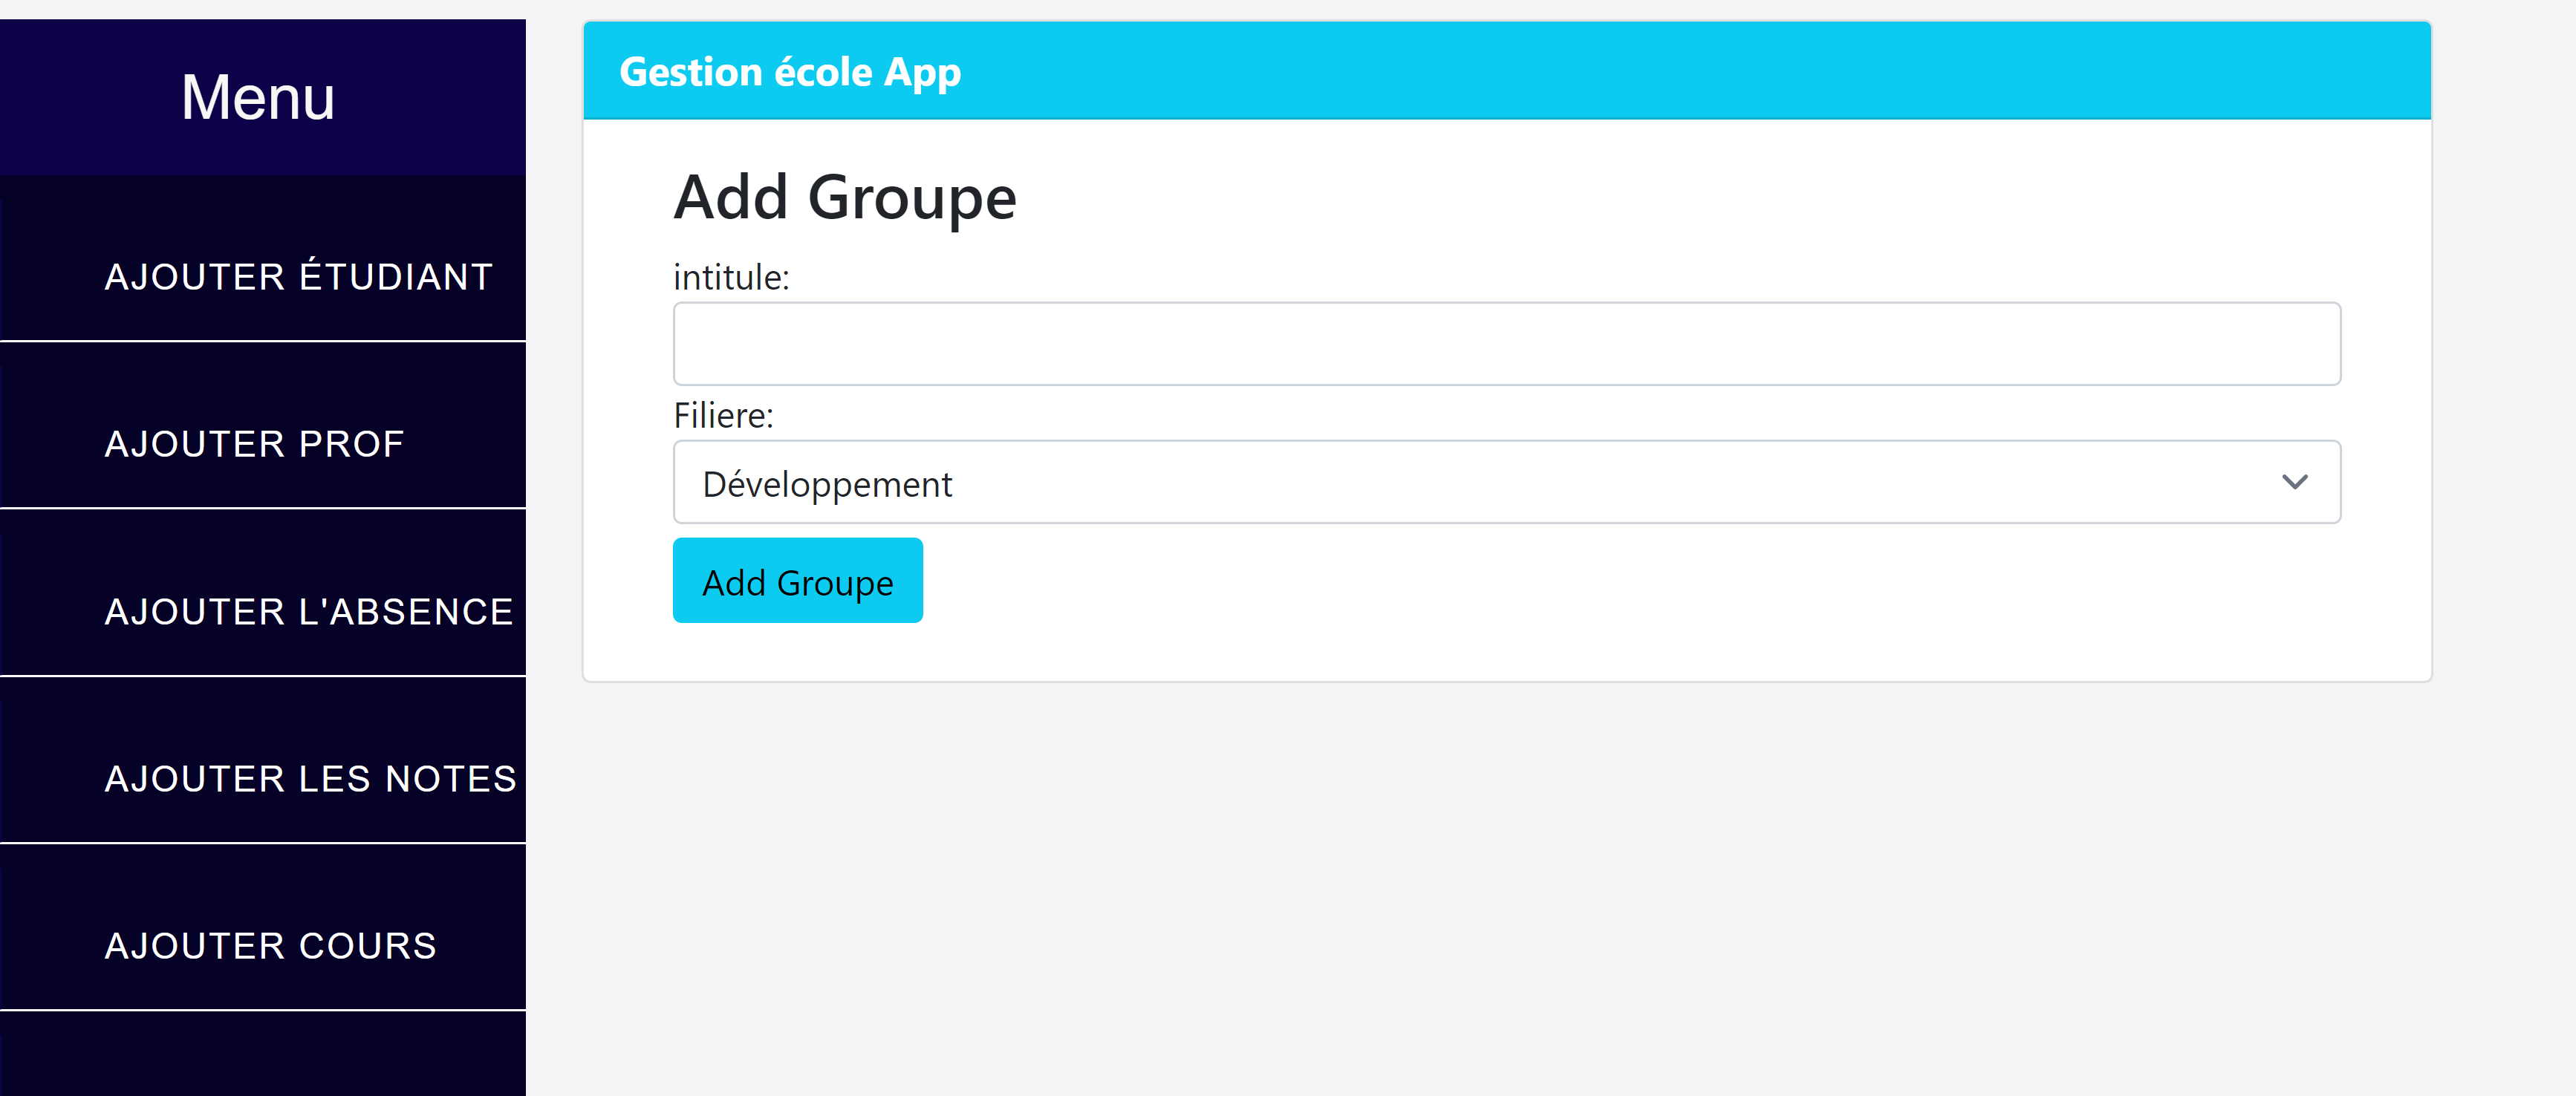 Menu
AJOUTER ÉTUDIANT
AJOUTER PROF
AJOUTER L'ABSENCE
AJOUTER LES NOTES
AJOUTER COURS
Gestion école App
Add Groupe
intitule:
Filiere:
Développement
Add Groupe